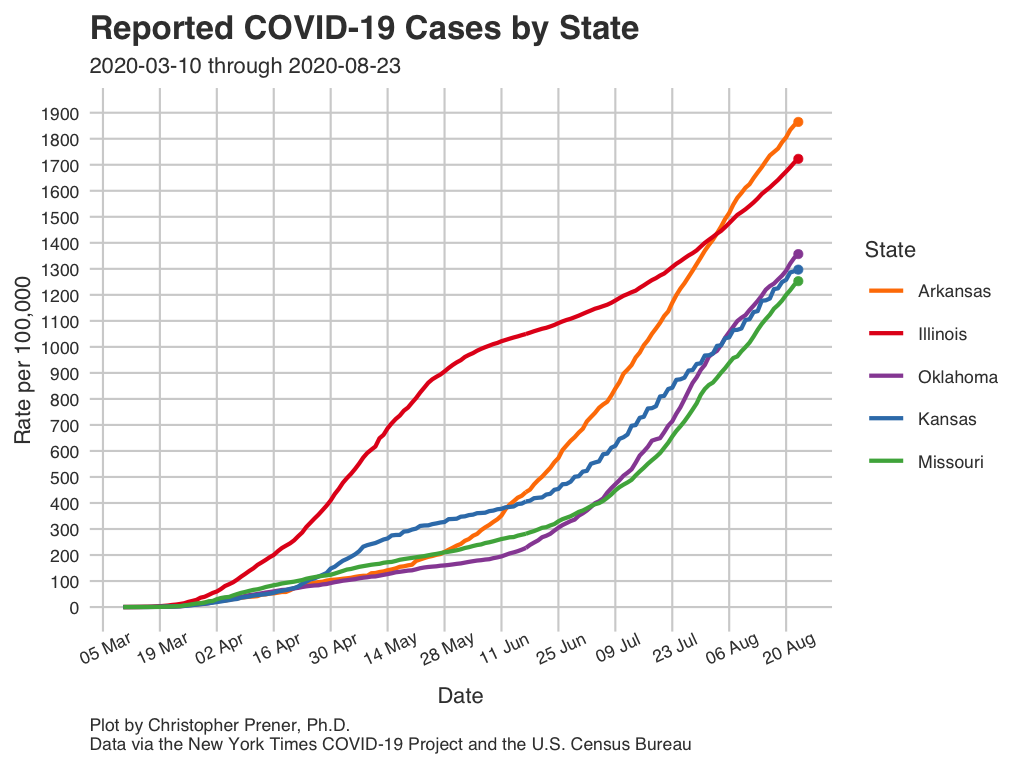 Reported COVID-19 Cases by State
2020-03-10 through 2020-08-23
Rate per 100,000
1900
1800
1700
1600
1500
1400
1300
1200
1100
1000
900
800
700
600
500
400
300
200
100
0
05 Mar
19 Mar
02 Apr
16 Apr
30 Apr
14 May
28 May
11 Jun
25 Jun
09 Jul
23 Jul
06 Aug
20 Aug
Date
State
Arkansas
Illinois
Oklahoma
Kansas
Missouri
Plot by Christopher Prener, Ph.D.
Data via the New York Times COVID-19 Project and the U.S. Census Bureau